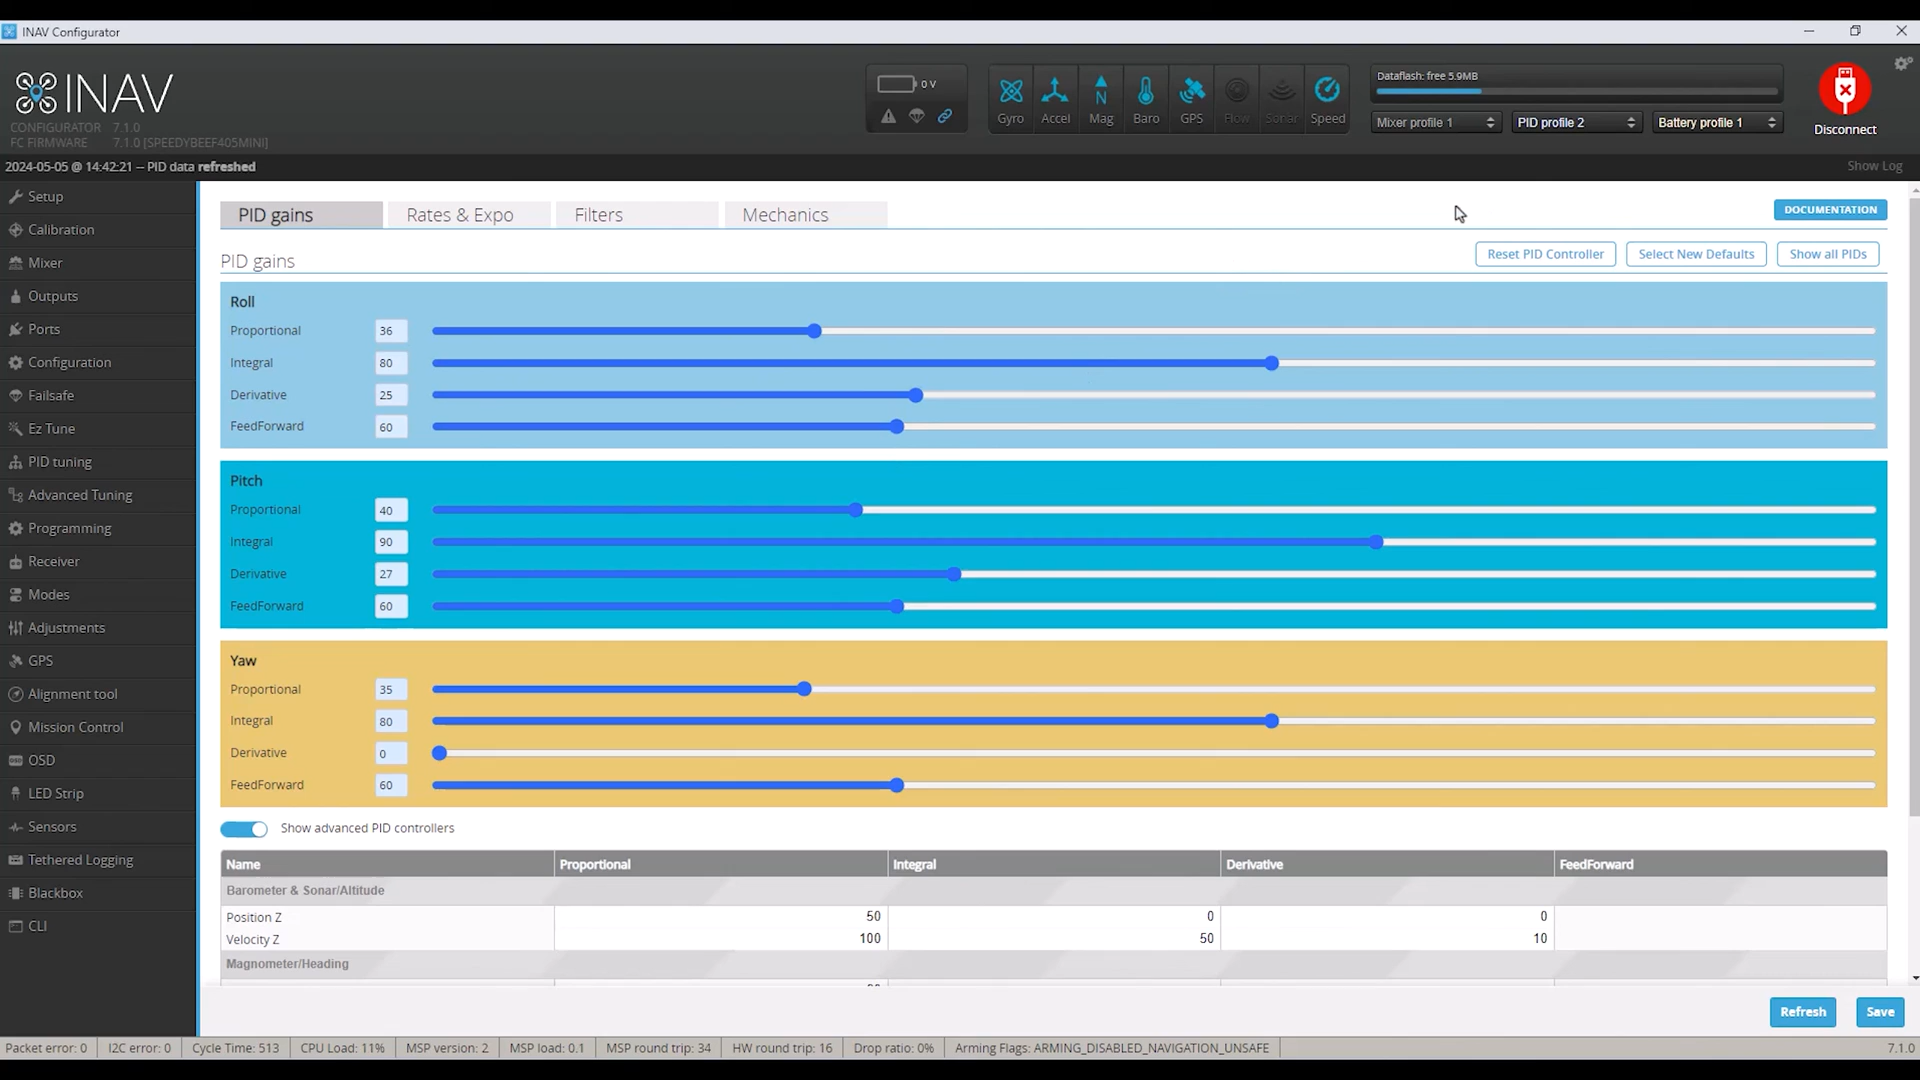 INAV Configurator
INAV
CONFIGURATOR 7.1.0
FC FIRMWARE 7.1.0 [SPEEDYBEEF405MINI]
0 V
Gyro
Accel
Mag
Baro
GPS
Flow
Sonar
Speed
Dataflash: free 5.9MB
Mixer profile 1
PID profile 2
Battery profile 1
Disconnect
2024-05-05 @ 14:42:21 -- PID data refreshed
Show Log
Setup
Calibration
Mixer
Outputs
Ports
Configuration
Failsafe
Ez Tune
PID tuning
Advanced Tuning
Programming
Receiver
Modes
Adjustments
GPS
Alignment tool
Mission Control
OSD
LED Strip
Sensors
Tethered Logging
Blackbox
CLI
PID gains
Rates & Expo
Filters
Mechanics
DOCUMENTATION
PID gains
Reset PID Controller
Select New Defaults
Show all PIDs
Roll
Proportional 36
Integral 80
Derivative 25
FeedForward 60
Pitch
Proportional 40
Integral 90
Derivative 27
FeedForward 60
Yaw
Proportional 35
Integral 80
Derivative 0
FeedForward 60
Show advanced PID controllers
Name Proportional Integral Derivative FeedForward
Barometer & Sonar/Altitude
Position Z 50 0 0
Velocity Z 100 50 10
Magnometer/Heading
Refresh
Save
Packet error: 0
I2C error: 0
Cycle Time: 513
CPU Load: 11%
MSP version: 2
MSP load: 0.1
MSP round trip: 34
HW round trip: 16
Drop ratio: 0%
Arming Flags: ARMING_DISABLED_NAVIGATION_UNSAFE
7.1.0